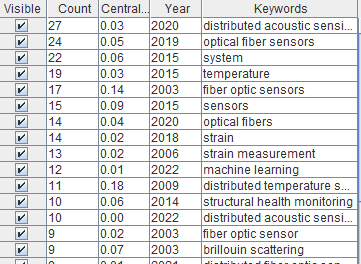 Visible Count Central... Year Keywords
27 0.03 2020 distributed acoustic sensi...
24 0.05 2019 optical fiber sensors
22 0.06 2015 system
19 0.03 2015 temperature
17 0.14 2003 fiber optic sensors
15 0.09 2015 sensors
14 0.04 2020 optical fibers
14 0.02 2018 strain
13 0.02 2006 strain measurement
12 0.01 2022 machine learning
11 0.18 2009 distributed temperature s...
10 0.06 2014 structural health monitoring
10 0.00 2022 distributed acoustic sensi...
9 0.02 2003 fiber optic sensor
9 0.07 2003 brillouin scattering